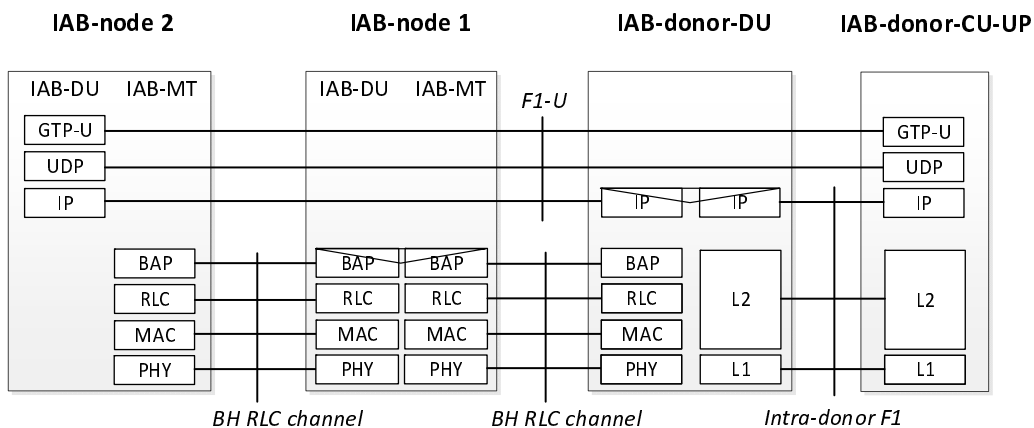 IAB-node 2 IAB-node 1 IAB-donor-DU IAB-donor-CU-UP
IAB-DU IAB-MT IAB-DU IAB-MT
F1-U
GTP-U GTP-U
UDP UDP
IP IP IP IP
BAP BAP BAP BAP
RLC RLC RLC RLC L2 L2
MAC MAC MAC MAC
PHY PHY PHY PHY L1 L1
BH RLC channel BH RLC channel Intra-donor F1